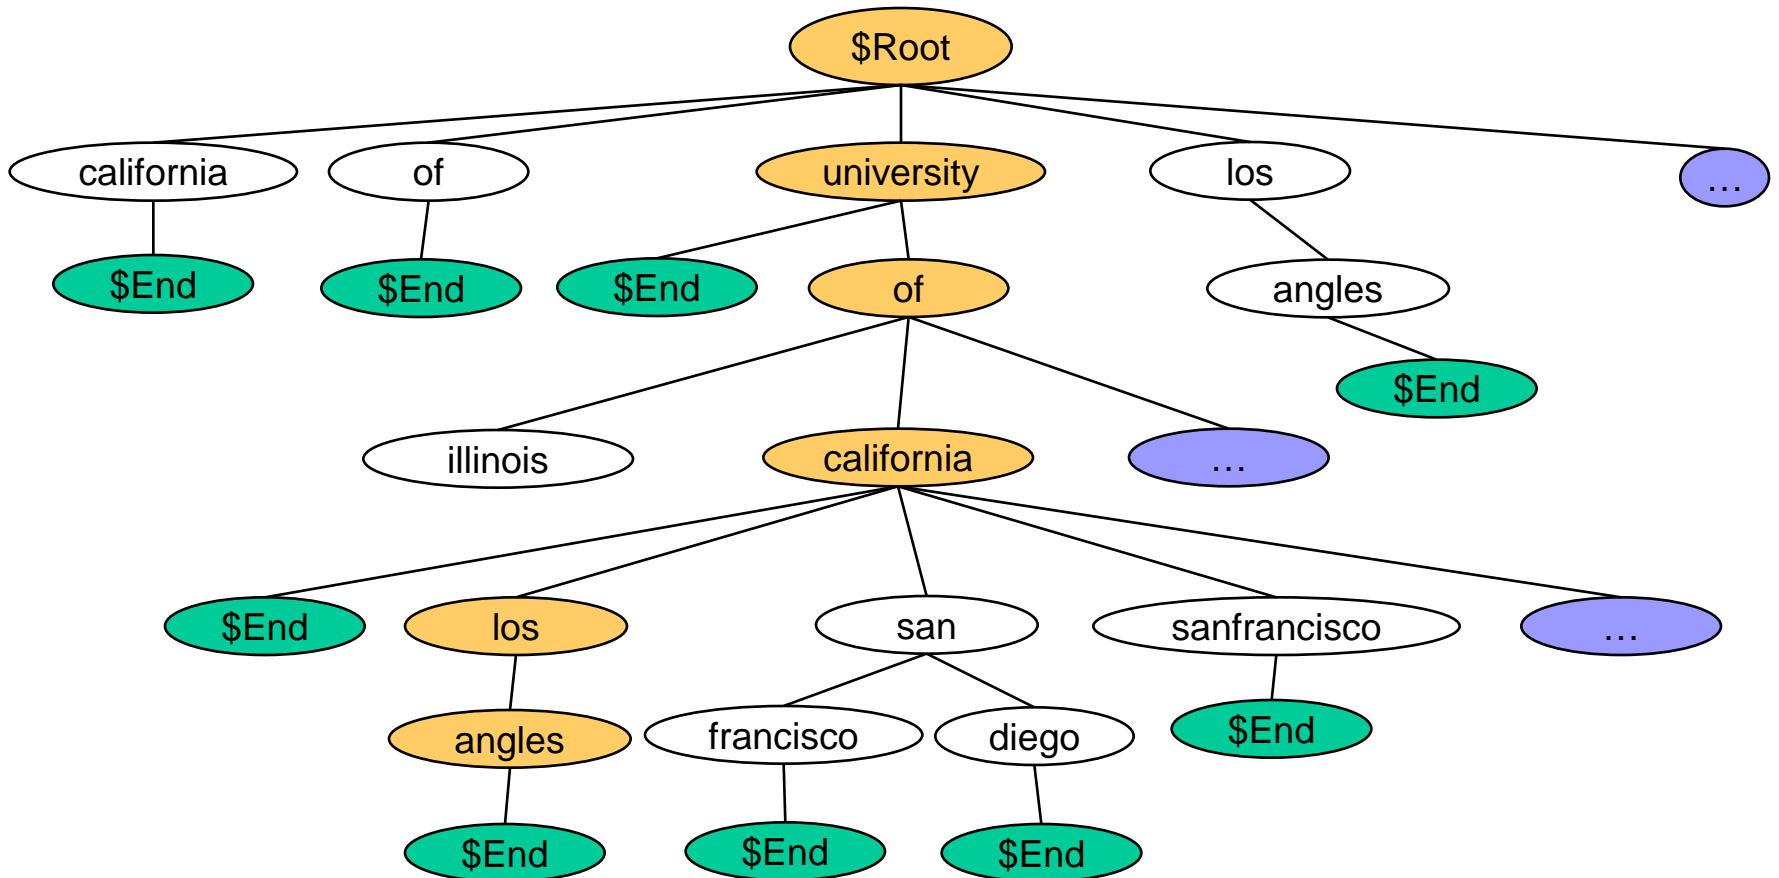 $Root
california
of
university
los
…
$End
$End
$End
of
angles
$End
illinois
california
…
$End
los
san
sanfrancisco
…
angles
francisco
diego
$End
$End
$End
$End